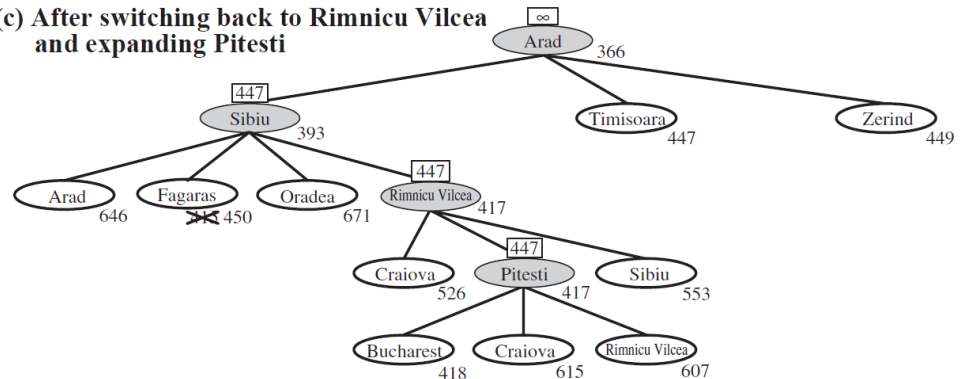 (c) After switching back to Rimnicu Vilcea
and expanding Pitesti
∞
Arad
366
447
Sibiu
393
Timisoara
447
Zerind
449
Arad
646
Fagaras
415 450
Oradea
671
447
Rimnicu Vilcea
417
Craiova
526
447
Pitesti
417
Sibiu
553
Bucharest
418
Craiova
615
Rimnicu Vilcea
607